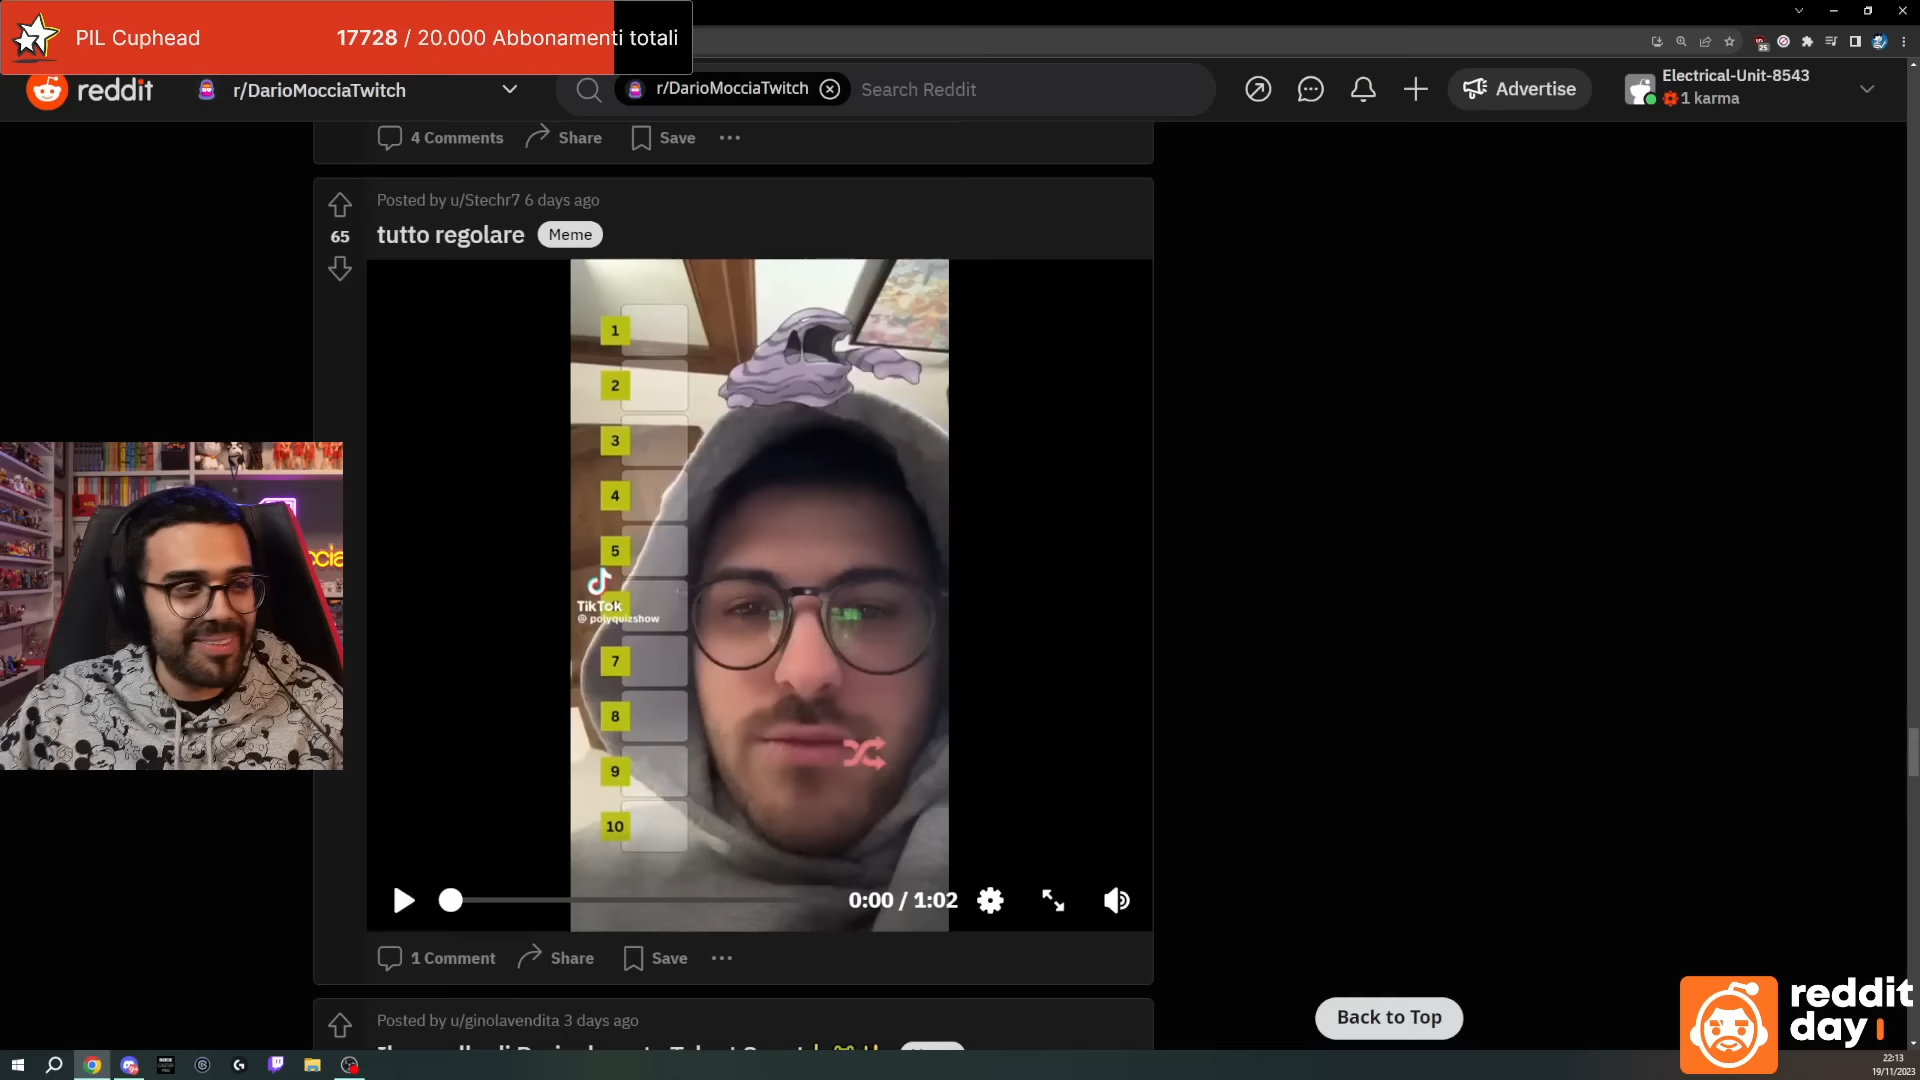 PIL Cuphead
17728 / 20.000 Abbonamenti totali
reddit
r/DarioMocciaTwitch
r/DarioMocciaTwitch
Search Reddit
Advertise
Electrical-Unit-8543
1 karma
4 Comments
Share
Save
Posted by u/Stechr7 6 days ago
65
tutto regolare
Meme
1
2
3
4
5
TikTok
@ polyquizshow
7
8
9
10
0:00 / 1:02
1 Comment
Share
Save
Posted by u/ginolavendita 3 days ago
Back to Top
reddit
day
22:13
19/11/2023